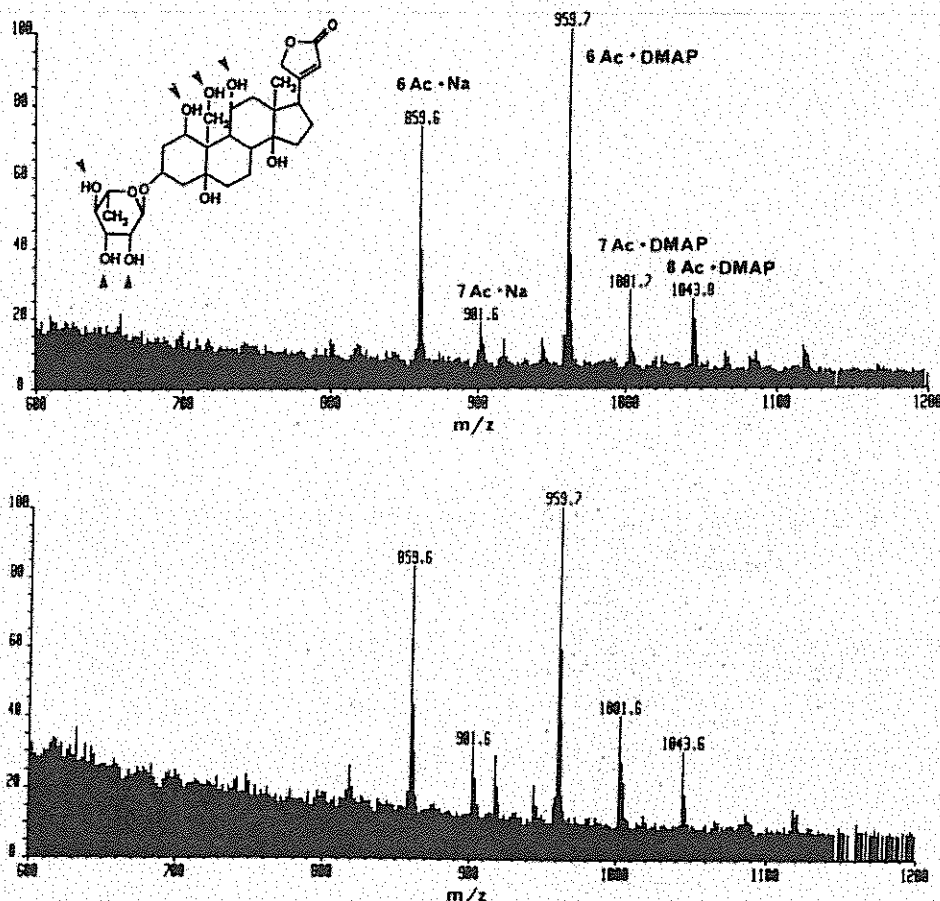 100
959.7
6 Ac • DMAP
6 Ac • Na
859.6
O
O
OH
OH
OH
CH3
CH2
OH
OH
HO
O
O
CH3
OH
OH
80
60
40
20
0
7 Ac • DMAP
1001.7
8 Ac • DMAP
1043.8
7 Ac • Na
901.6
600
700
800
900
1000
1100
1200
m/z
100
959.7
859.6
80
60
40
20
0
1001.6
901.6
1043.6
600
700
800
900
1000
1100
1200
m/z